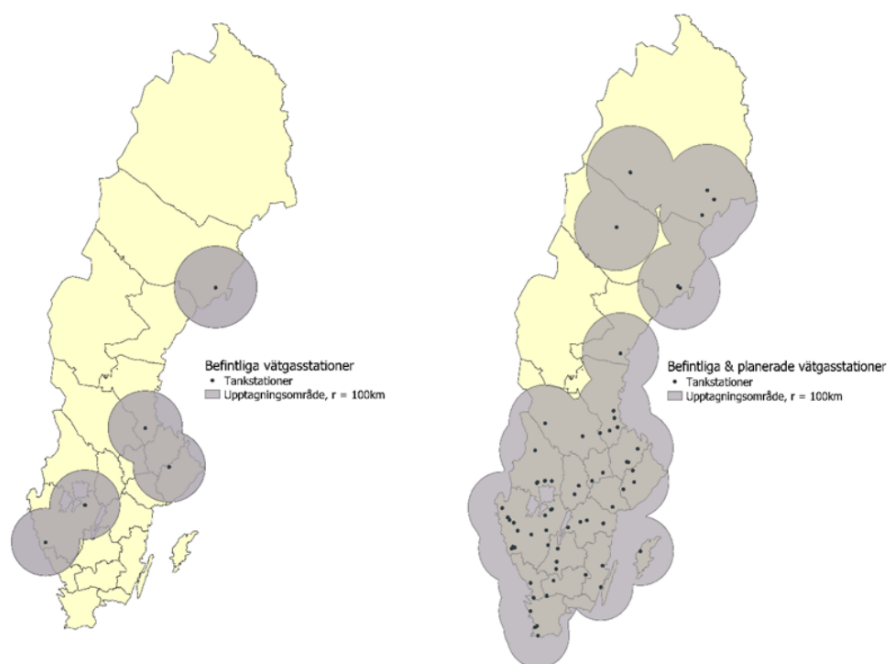 Befintliga vätgasstationer
Tankstationer
Upptagningsområde, r = 100km
Befintliga & planerade vätgasstationer
Tankstationer
Upptagningsområde, r = 100km